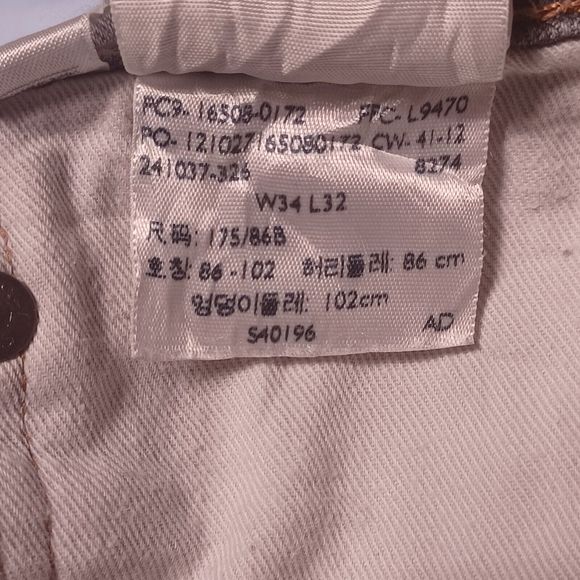 PC9- 16508-0172 PFC- L9470
PO- 121027165080172 CW- 41-12
241037-326 8274
W34 L32
尺码: 175/86B
호칭: 86 -102 허리둘레: 86 cm
엉덩이둘레: 102cm
S40196 AD